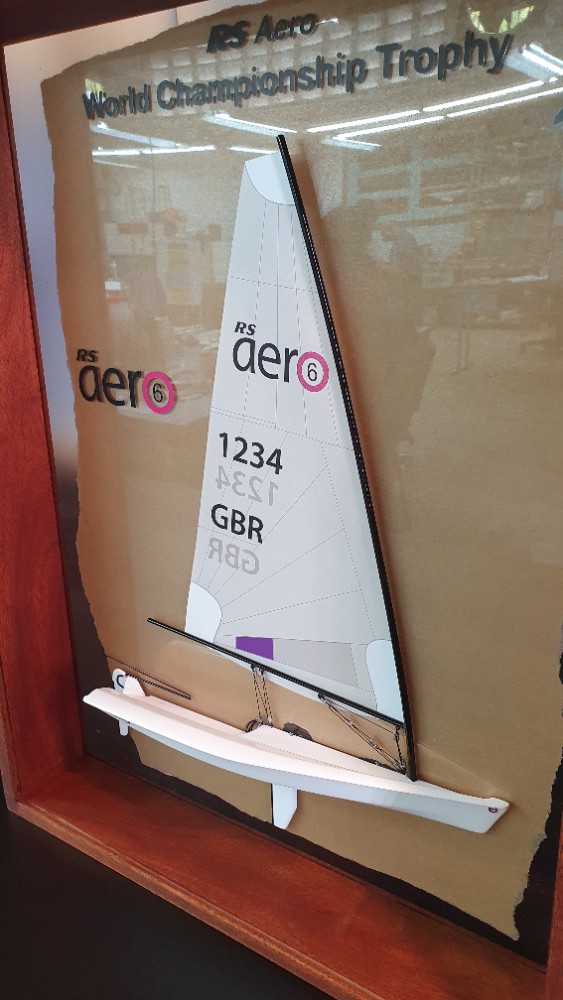 RS Aero
World Championship Trophy
RS
aero 6
RS
aero 6
1234
1234
GBR
GBR